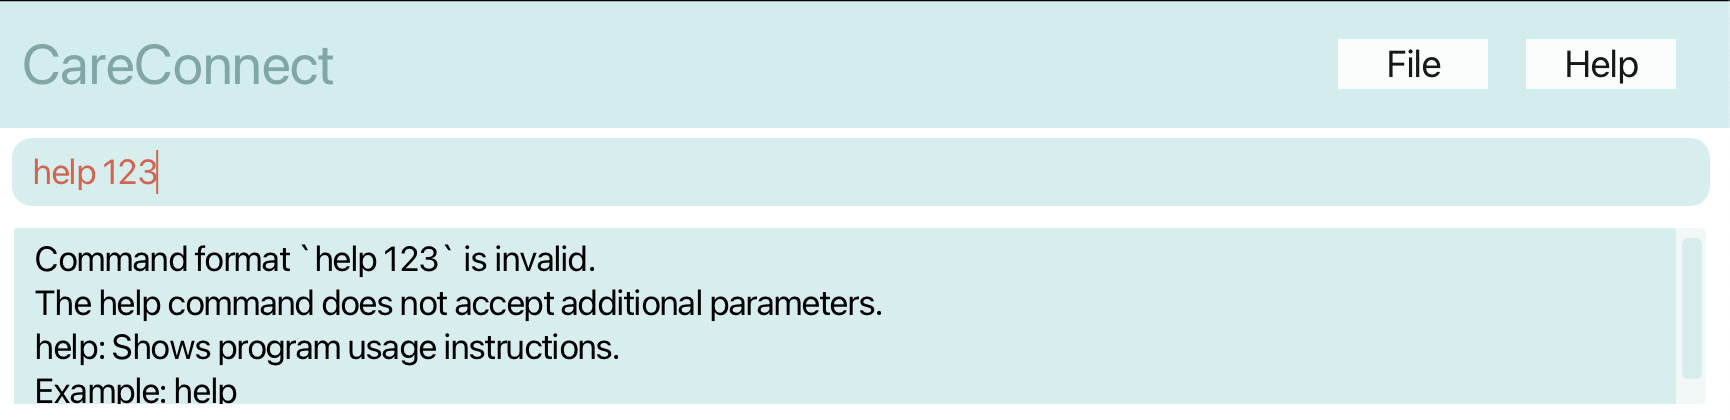 CareConnect
File Help
help 123
Command format `help 123` is invalid.
The help command does not accept additional parameters.
help: Shows program usage instructions.
Example: help